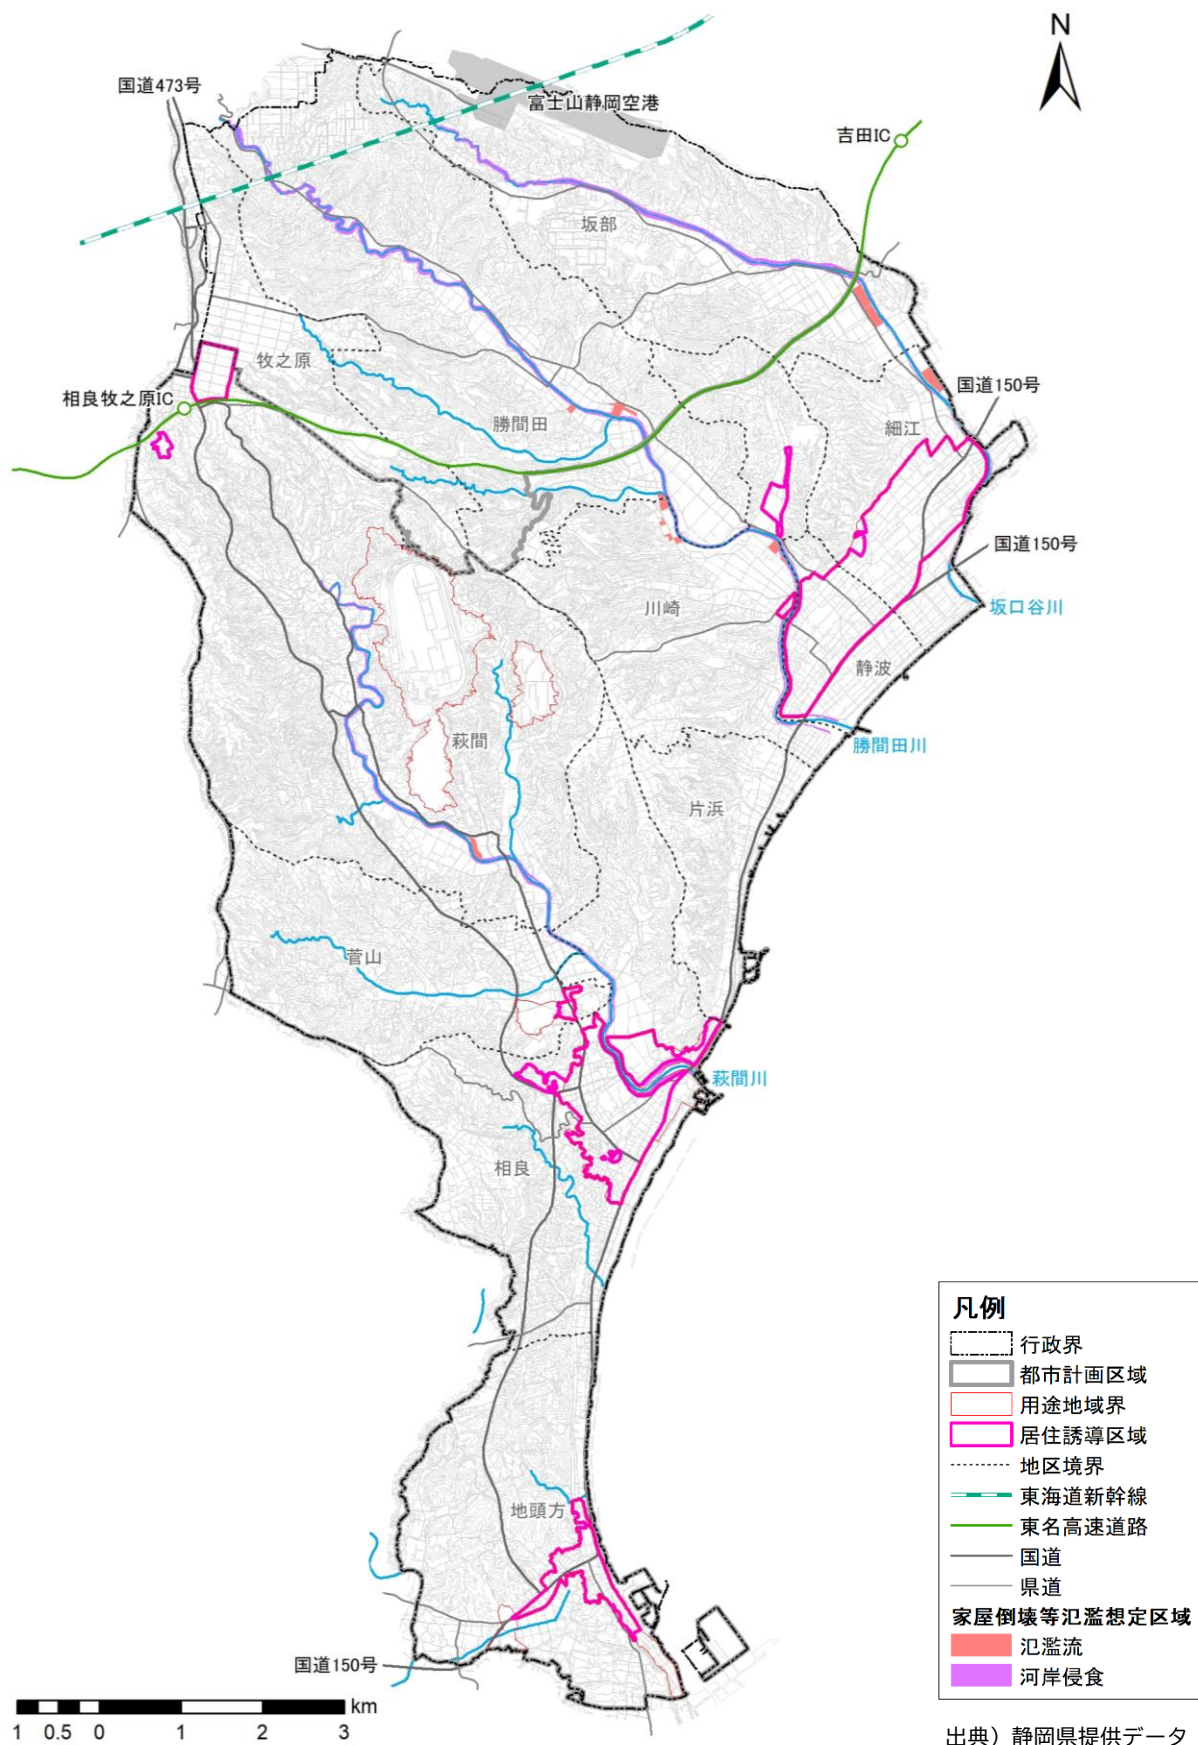 N
国道473号
富士山静岡空港
吉田IC
坂部
牧之原
相良牧之原IC
国道150号
勝間田
細江
国道150号
川崎
坂口谷川
静波
萩間
勝間田川
片浜
菅山
萩間川
相良
地頭方
国道150号
凡例
行政界
都市計画区域
用途地域界
居住誘導区域
地区境界
東海道新幹線
東名高速道路
国道
県道
家屋倒壊等氾濫想定区域
氾濫流
河岸侵食
km
1 0.5 0 1 2 3
出典）静岡県提供データ